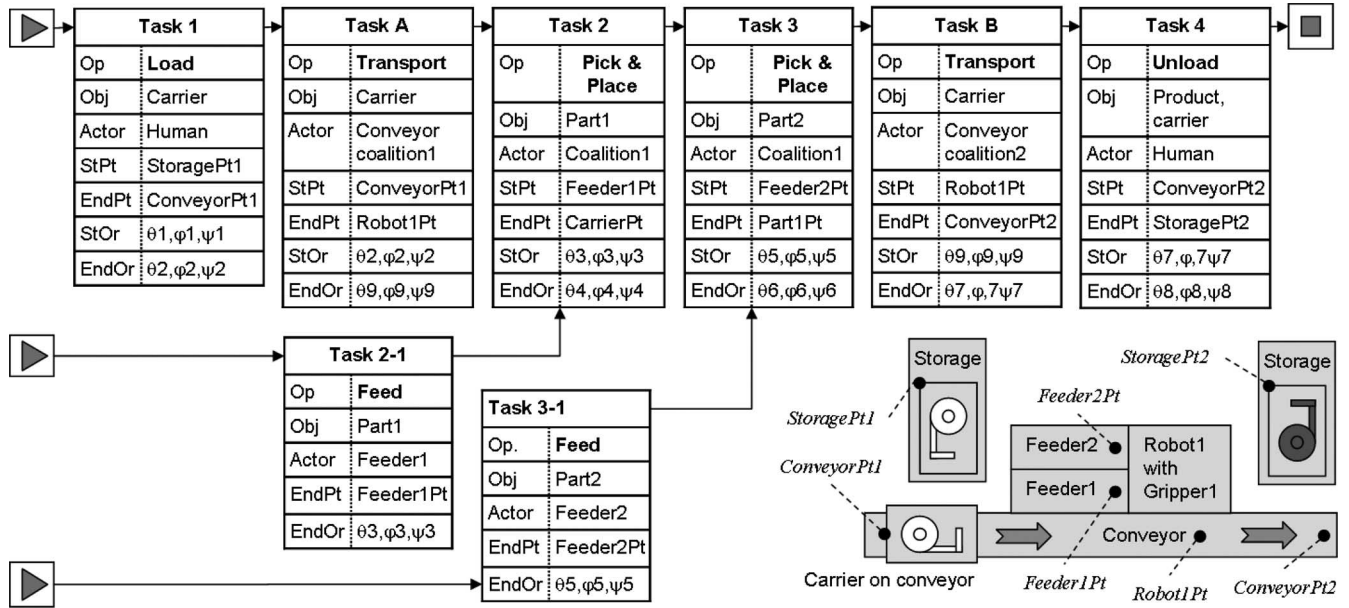 Task 1
Op Load
Obj Carrier
Actor Human
StPt StoragePt1
EndPt ConveyorPt1
StOr θ1,φ1,ψ1
EndOr θ2,φ2,ψ2
Task A
Op Transport
Obj Carrier
Actor Conveyor
coalition1
StPt ConveyorPt1
EndPt Robot1Pt
StOr θ2,φ2,ψ2
EndOr θ9,φ9,ψ9
Task 2
Op Pick &
Place
Obj Part1
Actor Coalition1
StPt Feeder1Pt
EndPt CarrierPt
StOr θ3,φ3,ψ3
EndOr θ4,φ4,ψ4
Task 3
Op Pick &
Place
Obj Part2
Actor Coalition1
StPt Feeder2Pt
EndPt Part1Pt
StOr θ5,φ5,ψ5
EndOr θ6,φ6,ψ6
Task B
Op Transport
Obj Carrier
Actor Conveyor
coalition2
StPt Robot1Pt
EndPt ConveyorPt2
StOr θ9,φ9,ψ9
EndOr θ7,φ,7ψ7
Task 4
Op Unload
Obj Product,
carrier
Actor Human
StPt ConveyorPt2
EndPt StoragePt2
StOr θ7,φ,7ψ7
EndOr θ8,φ8,ψ8
Task 2-1
Op Feed
Obj Part1
Actor Feeder1
EndPt Feeder1Pt
EndOr θ3,φ3,ψ3
Task 3-1
Op. Feed
Obj Part2
Actor Feeder2
EndPt Feeder2Pt
EndOr θ5,φ5,ψ5
Storage
StoragePt2
Storage
StoragePt1
Feeder2Pt
ConveyorPt1
Feeder2
Feeder1
Robot1
with
Gripper1
Conveyor
Carrier on conveyor
Feeder1Pt
Robot1Pt
ConveyorPt2